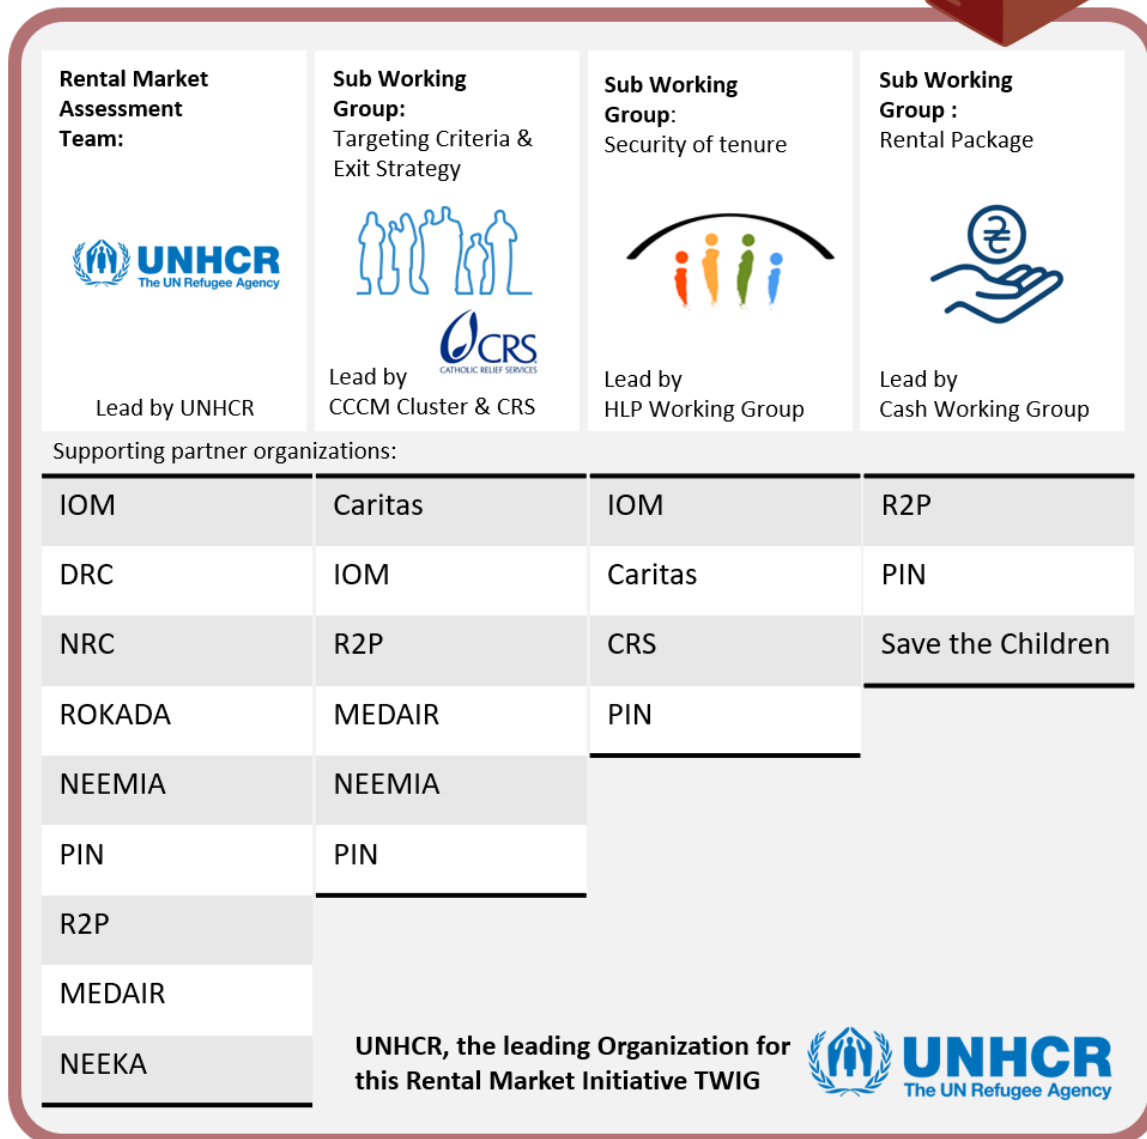 Rental Market
Assessment
Team:
UNHCR
The UN Refugee Agency
Lead by UNHCR
Sub Working
Group:
Targeting Criteria &
Exit Strategy
CRS
CATHOLIC RELIEF SERVICES
Lead by
CCCM Cluster & CRS
Sub Working
Group:
Security of tenure
Lead by
HLP Working Group
Sub Working
Group :
Rental Package
₴
Lead by
Cash Working Group
Supporting partner organizations:
IOM
DRC
NRC
ROKADA
NEEMIA
PIN
R2P
MEDAIR
NEEKA
Caritas
IOM
R2P
MEDAIR
NEEMIA
PIN
IOM
Caritas
CRS
PIN
R2P
PIN
Save the Children
UNHCR, the leading Organization for
this Rental Market Initiative TWIG
UNHCR
The UN Refugee Agency